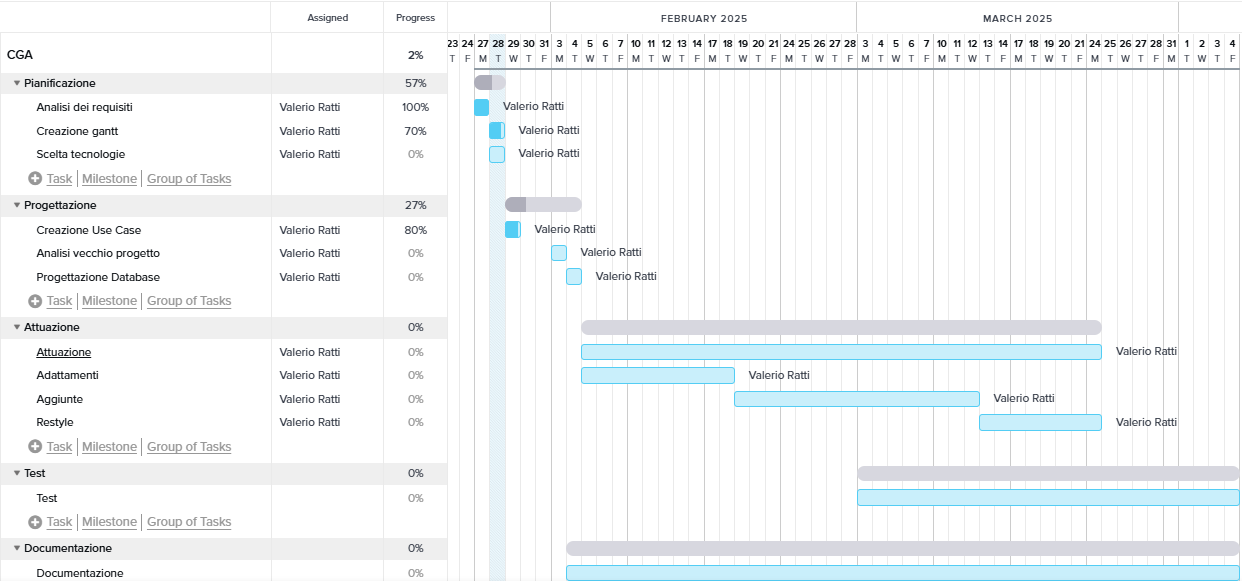 Assigned Progress FEBRUARY 2025 MARCH 2025
23 24 27 28 29 30 31 3 4 5 6 7 10 11 12 13 14 17 18 19 20 21 24 25 26 27 28 3 4 5 6 7 10 11 12 13 14 17 18 19 20 21 24 25 26 27 28 31 1 2 3 4
CGA 2% T F M T W T F M T W T F M T W T F M T W T F M T W T F M T W T F M T W T F M T W T F M T W T F M T W T F
Pianificazione 57%
Analisi dei requisiti Valerio Ratti 100% Valerio Ratti
Creazione gantt Valerio Ratti 70% Valerio Ratti
Scelta tecnologie Valerio Ratti 0% Valerio Ratti
Task | Milestone | Group of Tasks
Progettazione 27%
Creazione Use Case Valerio Ratti 80% Valerio Ratti
Analisi vecchio progetto Valerio Ratti 0% Valerio Ratti
Progettazione Database Valerio Ratti 0% Valerio Ratti
Task | Milestone | Group of Tasks
Attuazione 0%
Attuazione Valerio Ratti 0% Valerio Ratti
Adattamenti Valerio Ratti 0% Valerio Ratti
Aggiunte Valerio Ratti 0% Valerio Ratti
Restyle Valerio Ratti 0% Valerio Ratti
Task | Milestone | Group of Tasks
Test 0%
Test 0%
Task | Milestone | Group of Tasks
Documentazione 0%
Documentazione 0%